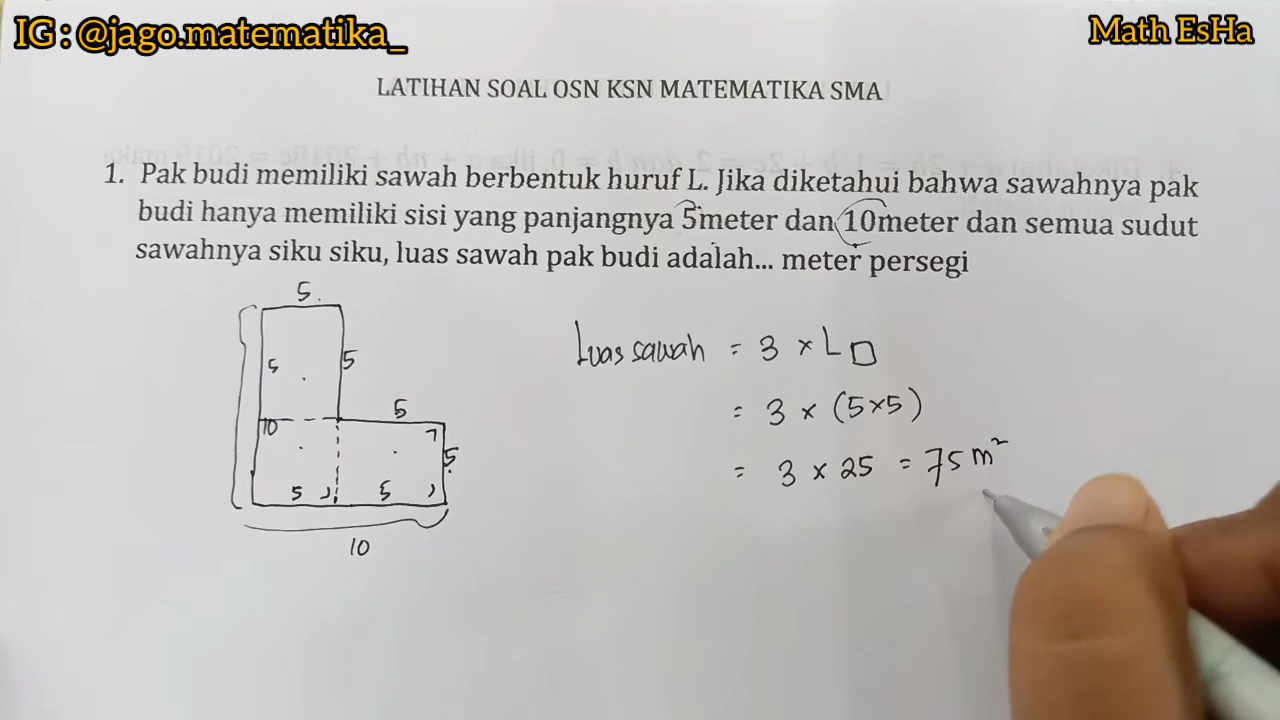 IG : @jago.matematika_
Math EsHa
LATIHAN SOAL OSN KSN MATEMATIKA SMA
1. Pak budi memiliki sawah berbentuk huruf L. Jika diketahui bahwa sawahnya pak
budi hanya memiliki sisi yang panjangnya 5meter dan 10meter dan semua sudut
sawahnya siku siku, luas sawah pak budi adalah... meter persegi
5
5
5
10
5
5
5
5
10
Luas sawah = 3 × L□
= 3 × (5×5)
= 3 × 25 = 75 m²